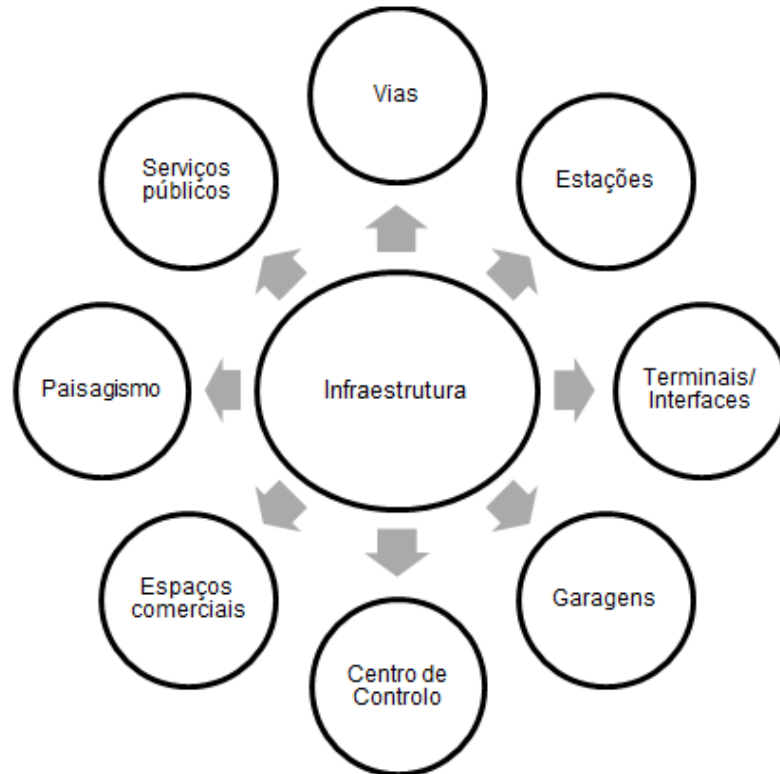 Vias
Estações
Terminais/
Interfaces
Garagens
Centro de
Controlo
Espaços
comerciais
Paisagismo
Serviços
públicos
Infraestrutura